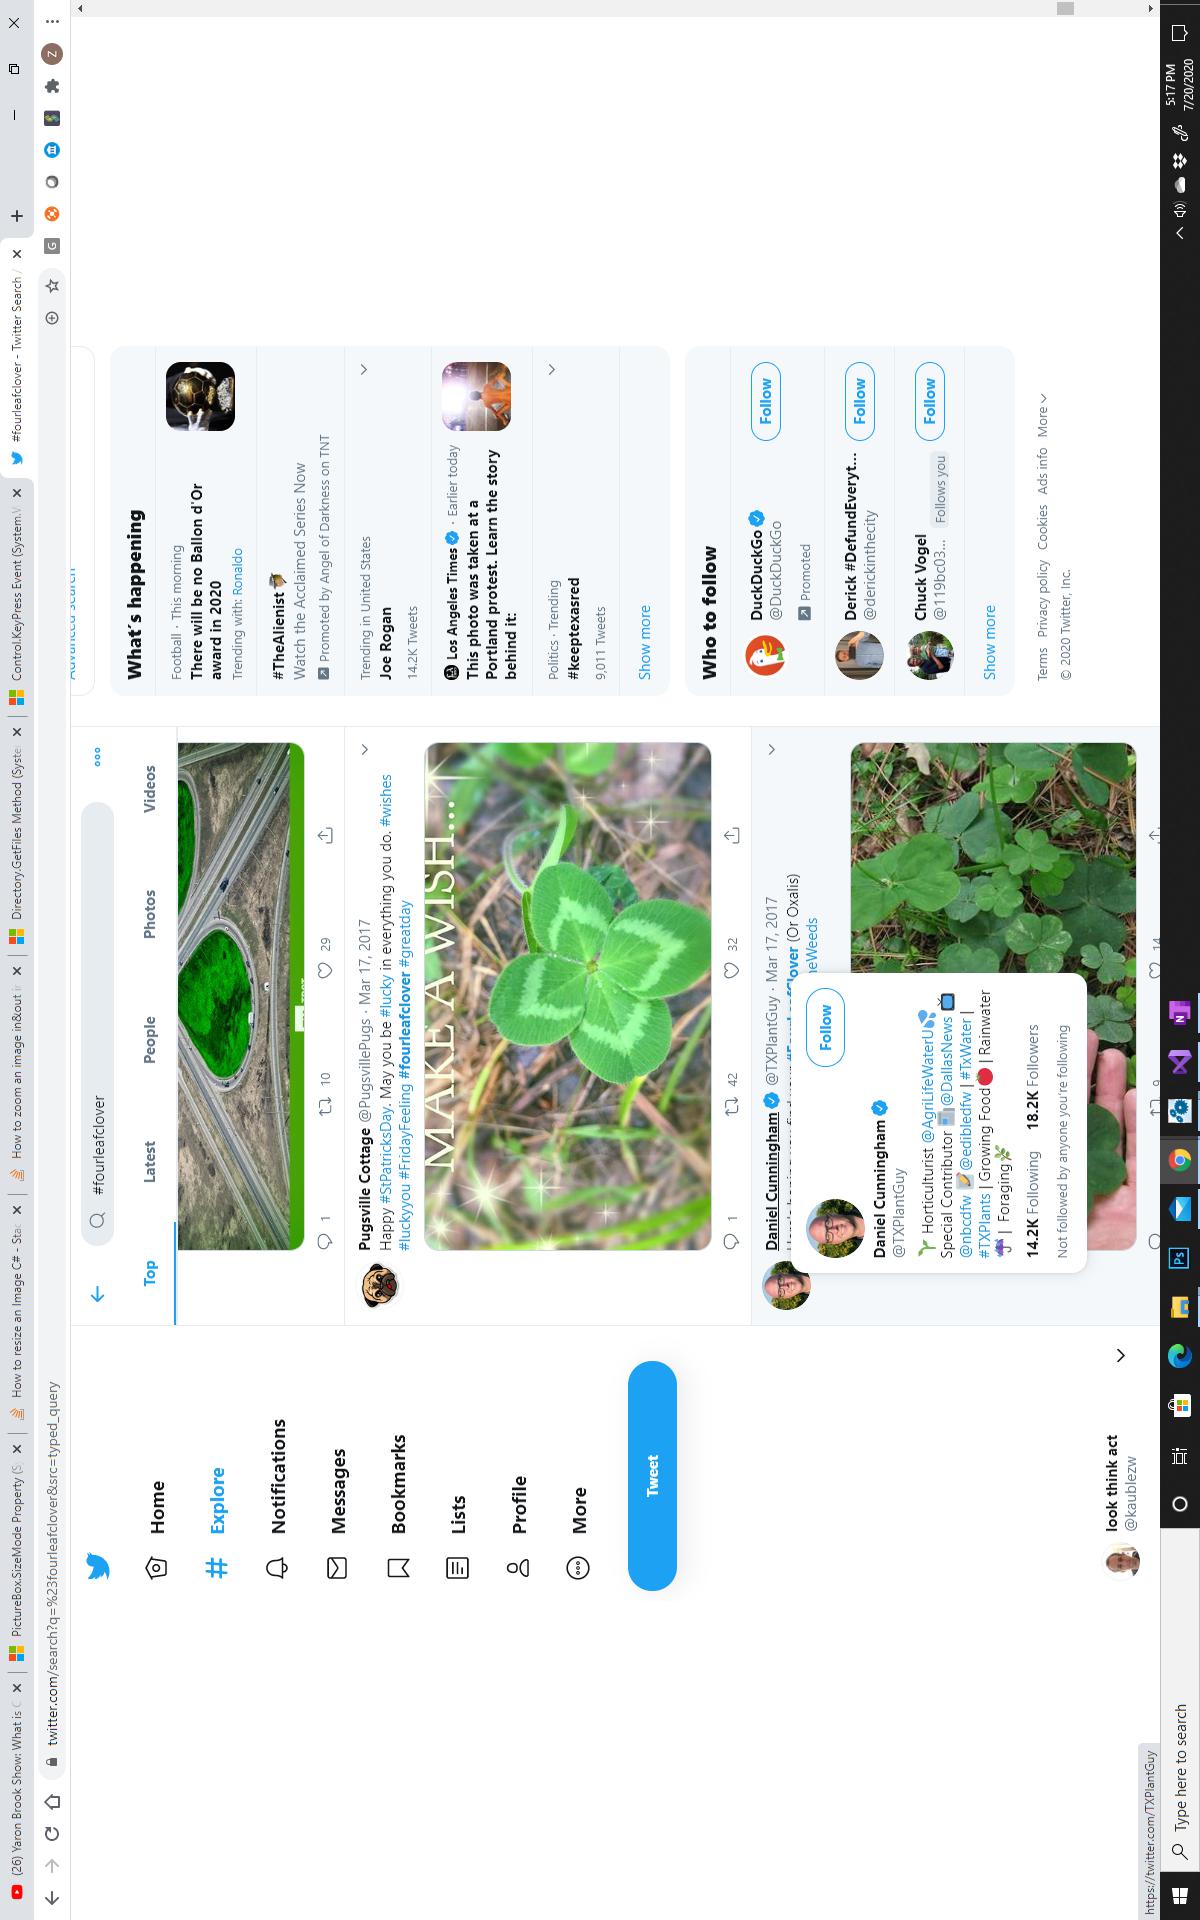 (26) Yaron Brook Show: What is C
PictureBox.SizeMode Property (S
How to resize an Image C# - Stac
How to zoom an image in&out i
Directory.GetFiles Method (Syste
Control.KeyPress Event (System.V
#fourleafclover - Twitter Search /
twitter.com/search?q=%23fourleafclover&src=typed_query
G
Z
Home
Explore
Notifications
Messages
Bookmarks
Lists
Profile
More
Tweet
look think act
@kaublezw
#fourleafclover
Top
Latest
People
Photos
Videos
1
10
29
Pugsville Cottage @PugsvillePugs · Mar 17, 2017
Happy #StPatricksDay. May you be #lucky in everything you do. #wishes
#luckyyou #FridayFeeling #fourleafclover #greatday
MAKE A WISH...
1
42
32
Daniel Cunningham @TXPlantGuy · Mar 17, 2017
(Or Oxalis)
eWeeds
Follow
Daniel Cunningham
@TXPlantGuy
Horticulturist @AgriLifeWaterU
Special Contributor @DallasNews
@nbcdfw @edibledfw | #TxWater |
#TXPlants | Growing Food | Rainwater
| Foraging
14.2K Following 18.2K Followers
Not followed by anyone you're following
9
14
Advanced search
What's happening
Football · This morning
There will be no Ballon d'Or
award in 2020
Trending with: Ronaldo
#TheAlienist
Watch the Acclaimed Series Now
Promoted by Angel of Darkness on TNT
Trending in United States
Joe Rogan
14.2K Tweets
Los Angeles Times · Earlier today
This photo was taken at a
Portland protest. Learn the story
behind it:
Politics · Trending
#keeptexasred
9,011 Tweets
Show more
Who to follow
DuckDuckGo
@DuckDuckGo
Follow
Promoted
Derick #DefundEveryt...
@derickinthecity
Follow
Chuck Vogel
@119bc03... Follows you
Follow
Show more
Terms Privacy policy Cookies Ads info More
© 2020 Twitter, Inc.
https://twitter.com/TXPlantGuy
Type here to search
Ps
N
5:17 PM
7/20/2020